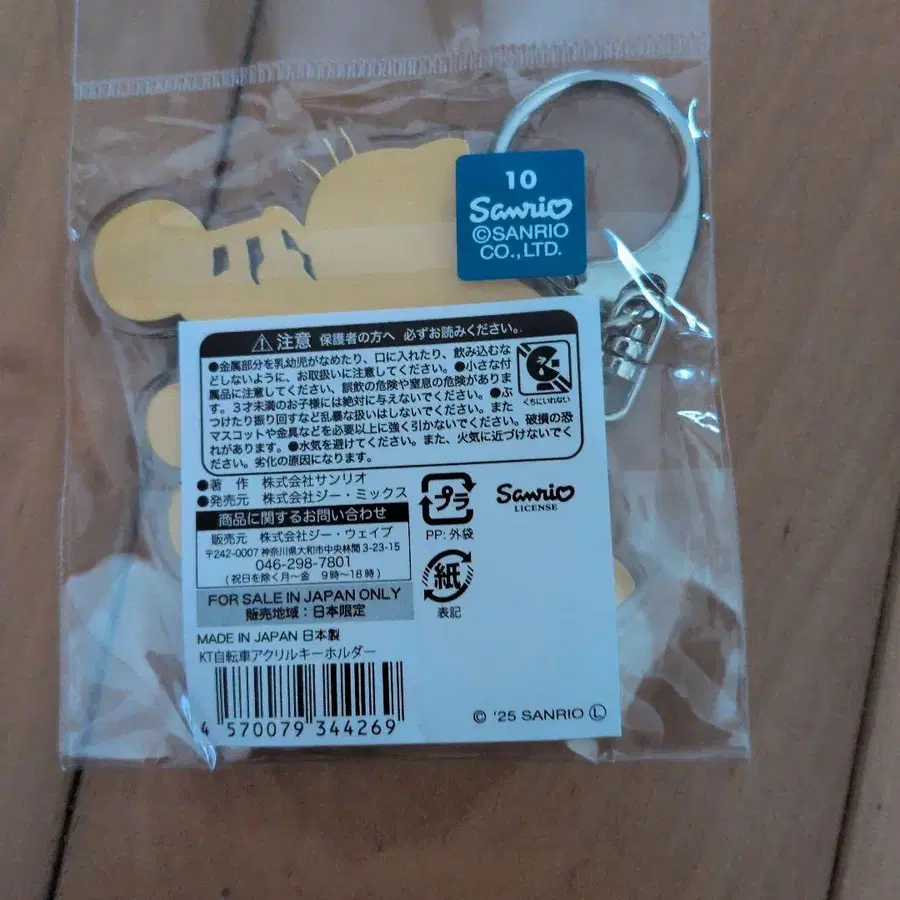 10
Sanrio
©SANRIO
CO.,LTD.
⚠注意 保護者の方へ 必ずお読みください。
●金属部分を乳幼児がなめたり、口に入れたり、飲み込むな
どしないように、お取扱いに注意してください。●小さな付
属品に注意してください、誤飲の危険や窒息の危険がありま
す。3才未満のお子様には絶対に与えないでください。●ぶ
つけたり振り回すなど乱暴な扱いはしないでください。また
マスコットや金具などを必要以上に強く引かないでください。破損の恐
れがあります。●水気を避けてください。また、火気に近づけないでく
ださい。劣化の原因になります。
くちにいれない
●著 作 株式会社サンリオ
●発売元 株式会社ジー・ミックス
商品に関するお問い合わせ
販売元 株式会社ジー・ウェイブ
〒242-0007 神奈川県大和市中央林間 3-23-15
046-298-7801
(祝日を除く月〜金 9時〜18時)
FOR SALE IN JAPAN ONLY
販売地域:日本限定
プラ
PP: 外袋
紙
表記
Sanrio
LICENSE
MADE IN JAPAN 日本製
KT自転車アクリルキーホルダー
4 570079 344269
© '25 SANRIO Ⓛ